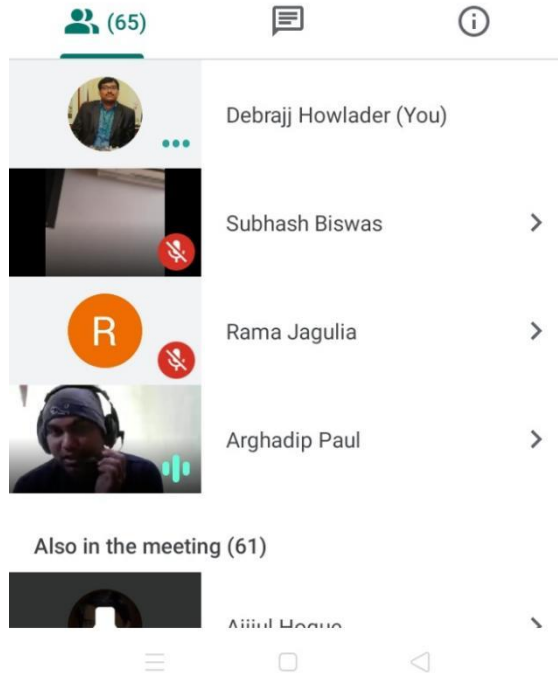 (65)
Debrajj Howlader (You)
Subhash Biswas
R
Rama Jagulia
Arghadip Paul
Also in the meeting (61)